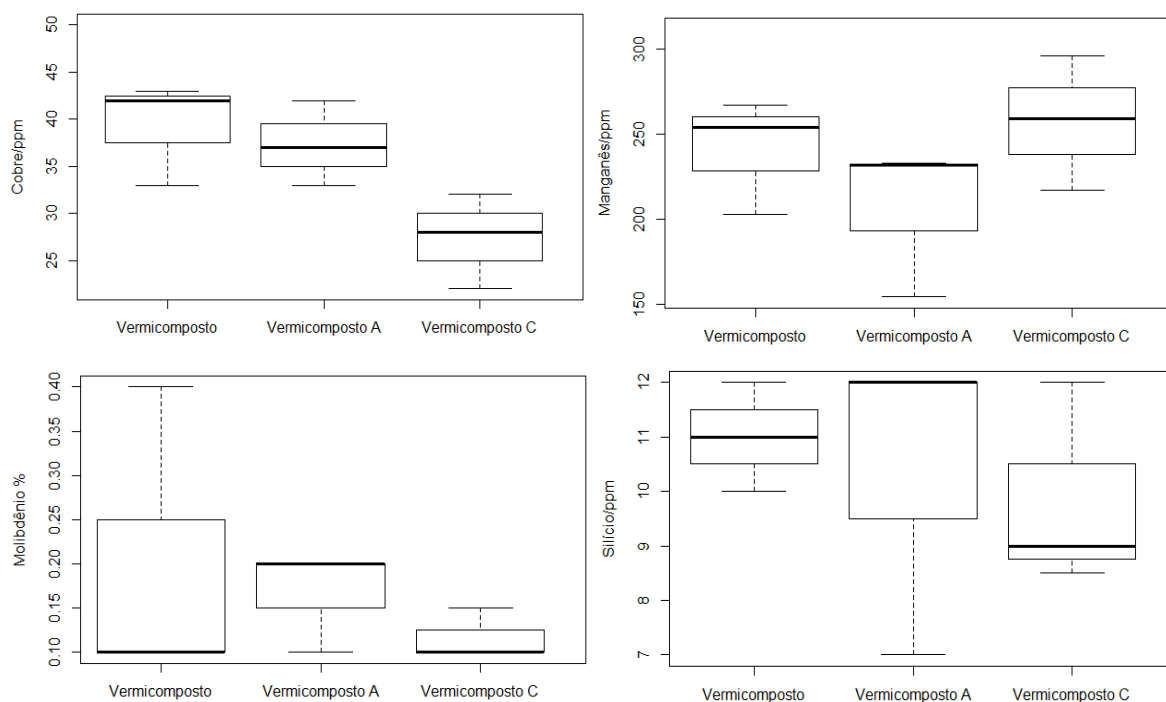 Cobre/ppm
50
45
40
35
30
25
Vermicomposto Vermicomposto A Vermicomposto C
Manganês/ppm
300
250
200
150
Vermicomposto Vermicomposto A Vermicomposto C
Molibdênio %
0.40
0.35
0.30
0.25
0.20
0.15
0.10
Vermicomposto Vermicomposto A Vermicomposto C
Silício/ppm
12
11
10
9
8
7
Vermicomposto Vermicomposto A Vermicomposto C